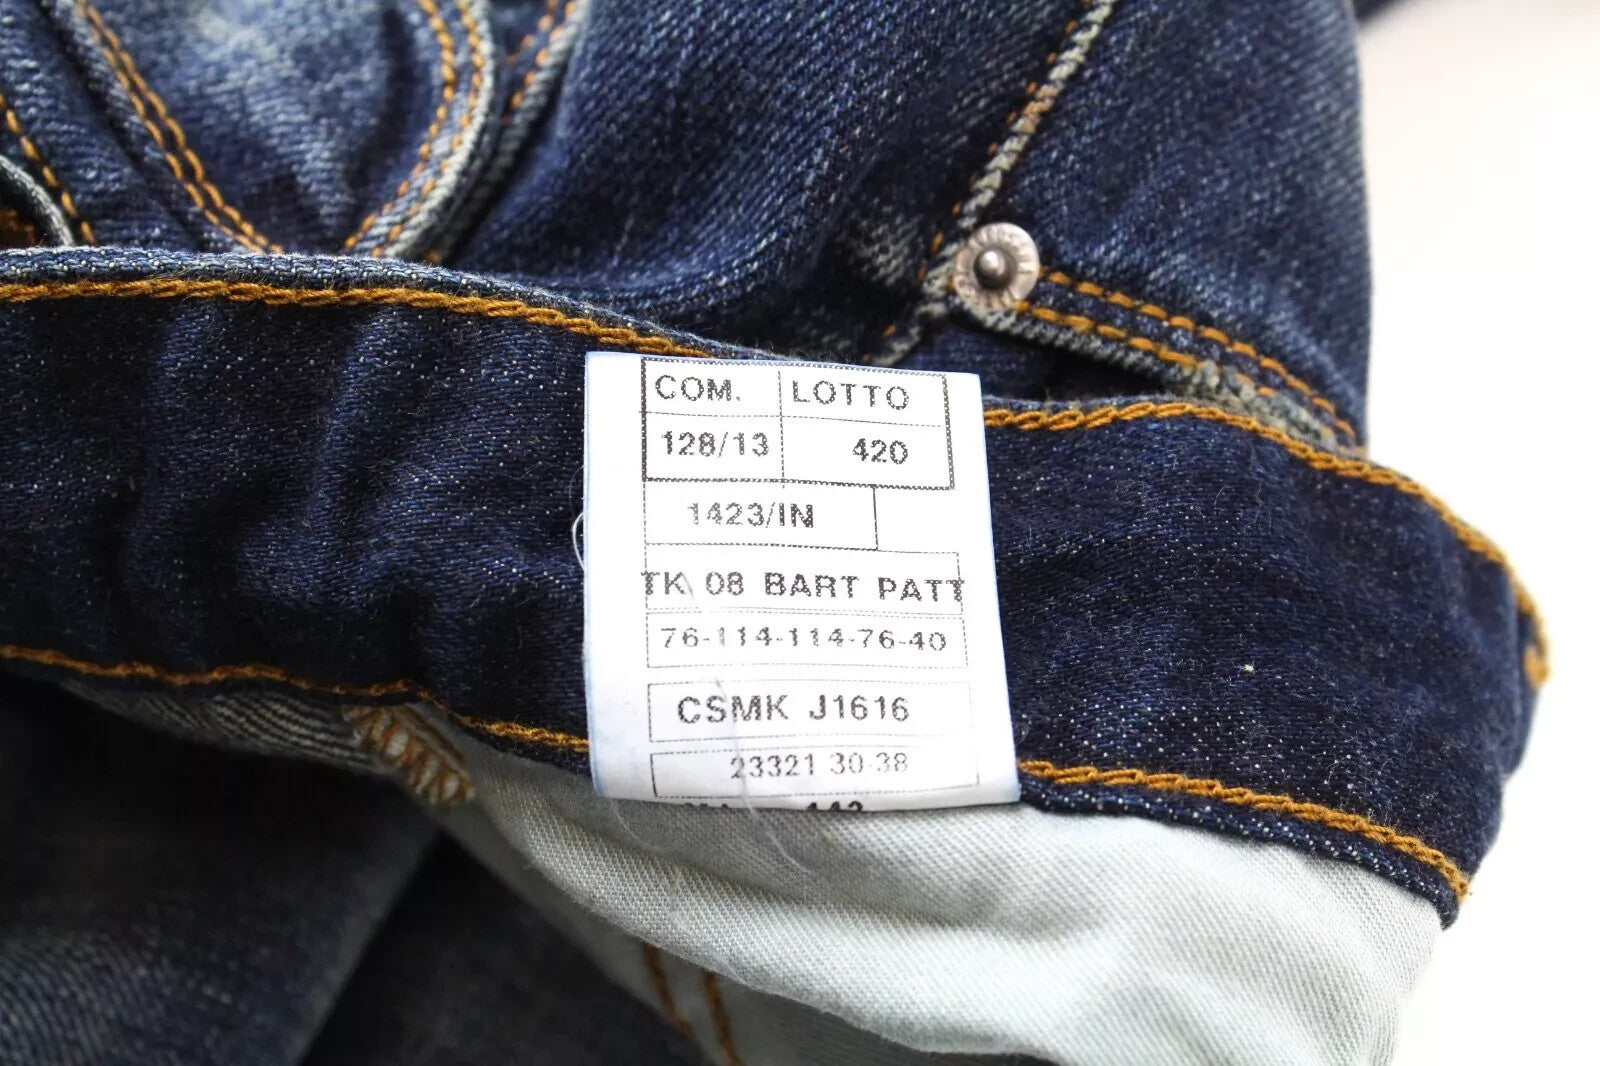 COM. LOTTO
128/13 420
1423/IN
TK 08 BART PATT
76-114-114-76-40
CSMK J1616
23321 30-38